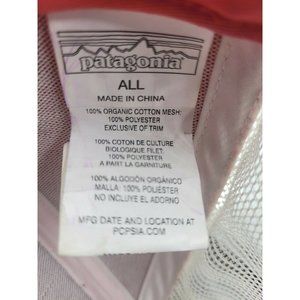 patagonia
ALL
MADE IN CHINA
100% ORGANIC COTTON MESH:
100% POLYESTER
EXCLUSIVE OF TRIM
100% COTON DE CULTURE
BIOLOGIQUE FILET:
100% POLYESTER
A PART LA GARNITURE
100% ALGODÓN ORGÁNICO
MALLA: 100% POLIESTER
NO INCLUYE EL ADORNO
MFG DATE AND LOCATION @
PCPSIA.COM